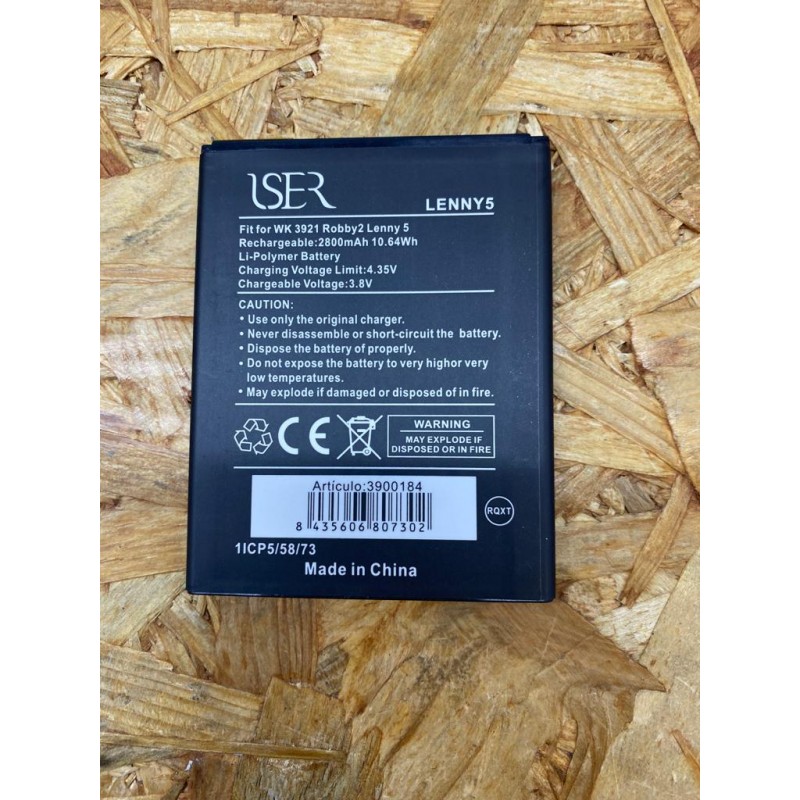 ISER
LENNY5
Fit for WK 3921 Robby2 Lenny 5
Rechargeable:2800mAh 10.64Wh
Li-Polymer Battery
Charging Voltage Limit:4.35V
Chargeable Voltage:3.8V
CAUTION:
• Use only the original charger.
• Never disassemble or short-circuit the battery.
• Dispose the battery of properly.
• Do not expose the battery to very highor very
low temperatures.
• May explode if damaged or disposed of in fire.
CE
WARNING
MAY EXPLODE IF
DISPOSED OR IN FIRE
Artículo:3900184
8 435606 807302
RQXT
1ICP5/58/73
Made in China